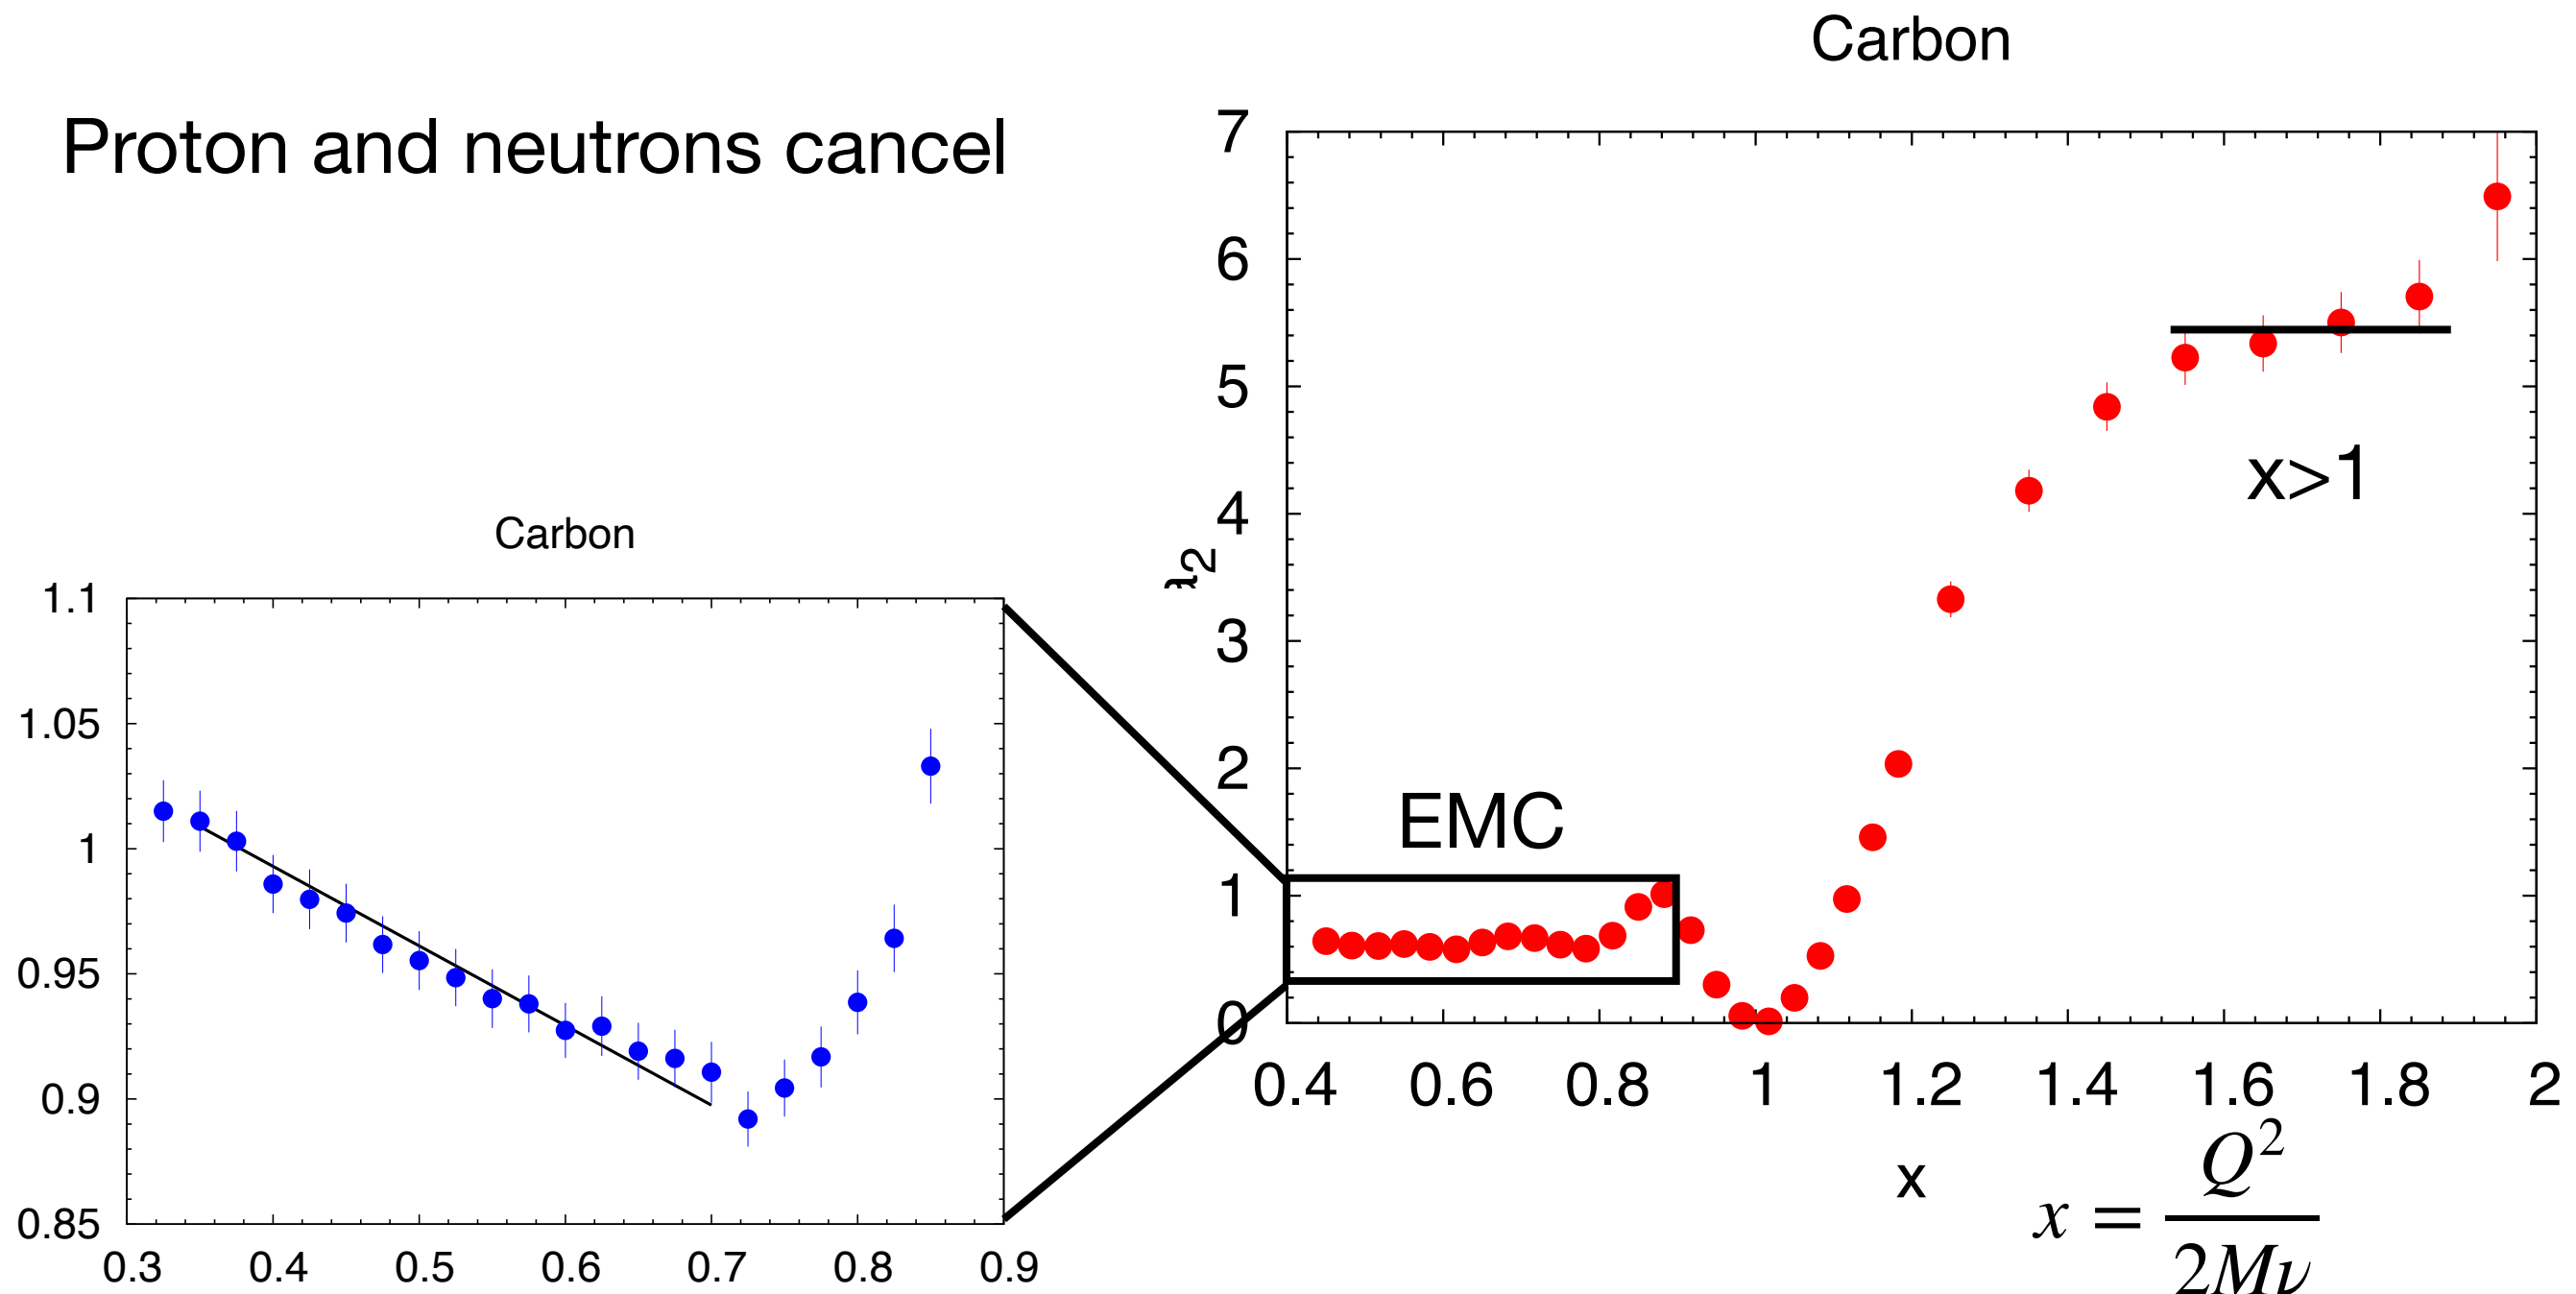 Carbon
Proton and neutrons cancel
7
6
5
4
3
2
1
0
x>1
EMC
0.4 0.6 0.8 1 1.2 1.4 1.6 1.8 2
x
x = Q² / 2Mν
Carbon
1.1
1.05
1
0.95
0.9
0.85
0.3 0.4 0.5 0.6 0.7 0.8 0.9